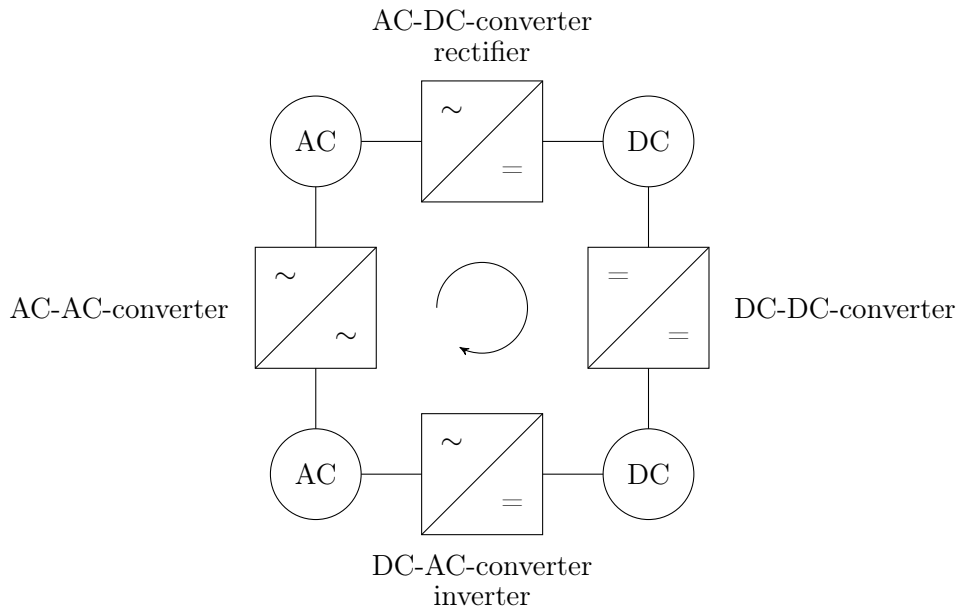 AC-DC-converter
rectifier
AC
∼
=
DC
∼
∼
AC-AC-converter
=
=
DC-DC-converter
AC
∼
=
DC
DC-AC-converter
inverter